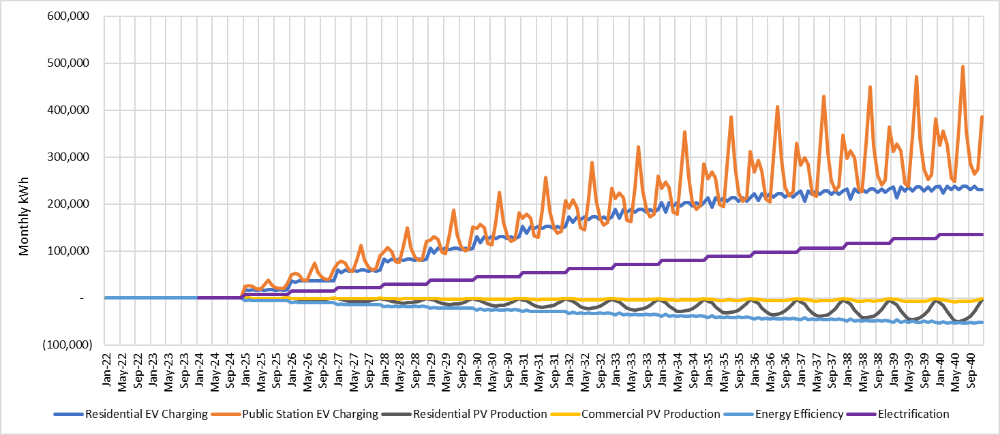 600,000
500,000
400,000
300,000
200,000
100,000
-
(100,000)
Monthly kWh
Jan-22
May-22
Sep-22
Jan-23
May-23
Sep-23
Jan-24
May-24
Sep-24
Jan-25
May-25
Sep-25
Jan-26
May-26
Sep-26
Jan-27
May-27
Sep-27
Jan-28
May-28
Sep-28
Jan-29
May-29
Sep-29
Jan-30
May-30
Sep-30
Jan-31
May-31
Sep-31
Jan-32
May-32
Sep-32
Jan-33
May-33
Sep-33
Jan-34
May-34
Sep-34
Jan-35
May-35
Sep-35
Jan-36
May-36
Sep-36
Jan-37
May-37
Sep-37
Jan-38
May-38
Sep-38
Jan-39
May-39
Sep-39
Jan-40
May-40
Sep-40
Residential EV Charging Public Station EV Charging Residential PV Production Commercial PV Production Energy Efficiency Electrification